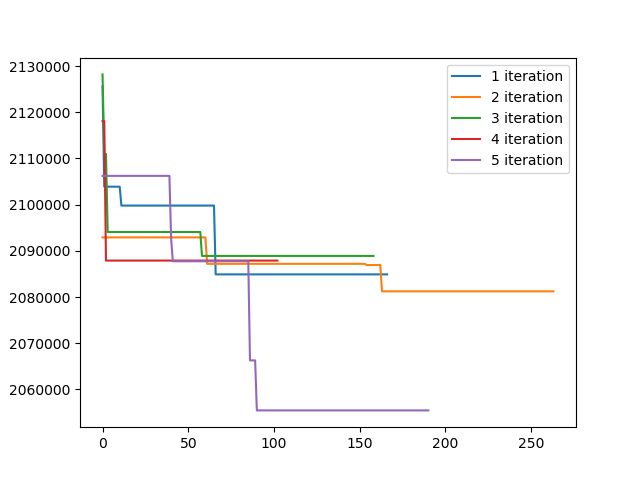 2130000
2120000
2110000
2100000
2090000
2080000
2070000
2060000
0
50
100
150
200
250
1 iteration
2 iteration
3 iteration
4 iteration
5 iteration